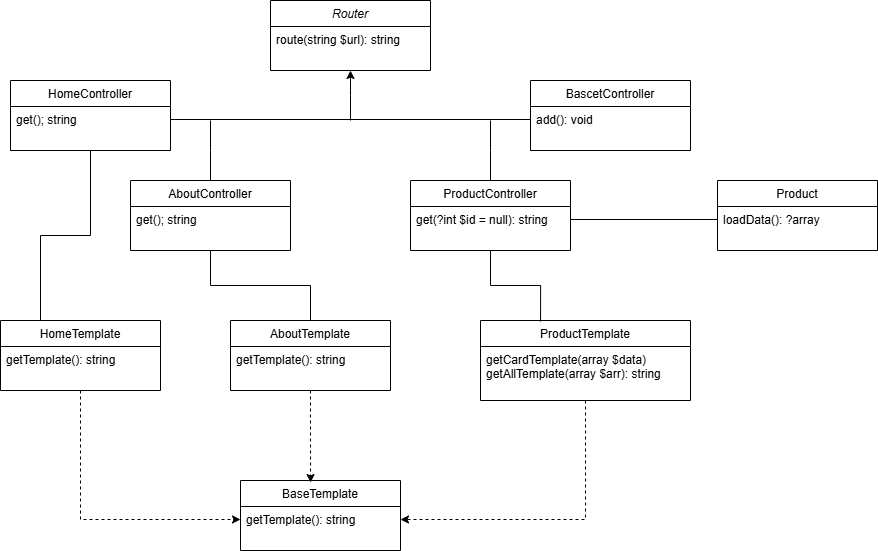 Router
route(string $url): string
HomeController
get(); string
BascetController
add(): void
AboutController
get(); string
ProductController
get(?int $id = null): string
Product
loadData(): ?array
HomeTemplate
getTemplate(): string
AboutTemplate
getTemplate(): string
ProductTemplate
getCardTemplate(array $data)
getAllTemplate(array $arr): string
BaseTemplate
getTemplate(): string